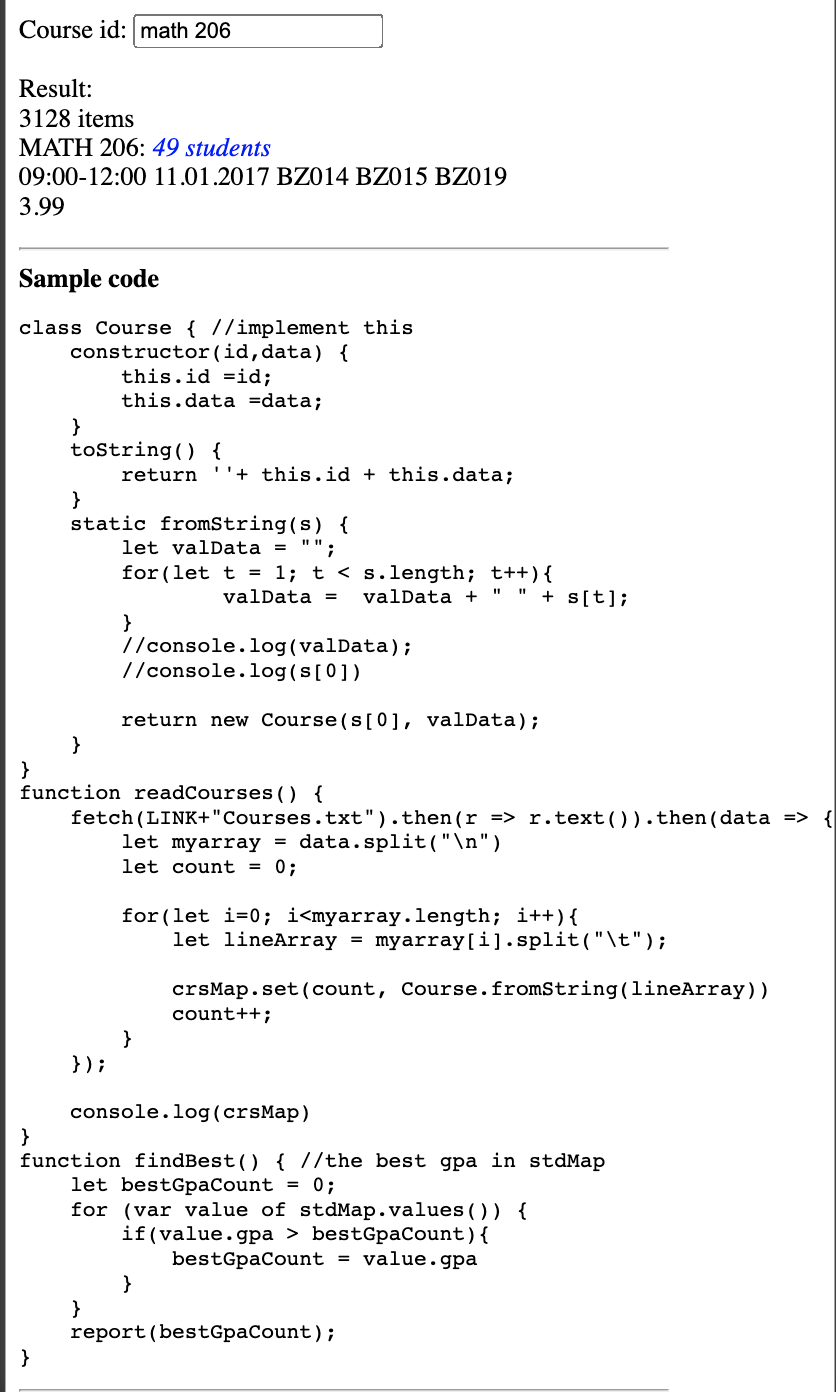 Course id: math 206
Result:
3128 items
MATH 206: 49 students
09:00-12:00 11.01.2017 BZ014 BZ015 BZ019
3.99
Sample code
class Course { //implement this
    constructor(id,data) {
        this.id =id;
        this.data =data;
    }
    toString() {
        return ''+ this.id + this.data;
    }
    static fromString(s) {
        let valData = "";
        for(let t = 1; t < s.length; t++){
                valData =  valData + " " + s[t];
        }
        //console.log(valData);
        //console.log(s[0])
        return new Course(s[0], valData);
    }
}
function readCourses() {
    fetch(LINK+"Courses.txt").then(r => r.text()).then(data => {
        let myarray = data.split("\n")
        let count = 0;
        for(let i=0; i<myarray.length; i++){
            let lineArray = myarray[i].split("\t");
            crsMap.set(count, Course.fromString(lineArray))
            count++;
        }
    });
    console.log(crsMap)
}
function findBest() { //the best gpa in stdMap
    let bestGpaCount = 0;
    for (var value of stdMap.values()) {
        if(value.gpa > bestGpaCount){
            bestGpaCount = value.gpa
        }
    }
    report(bestGpaCount);
}